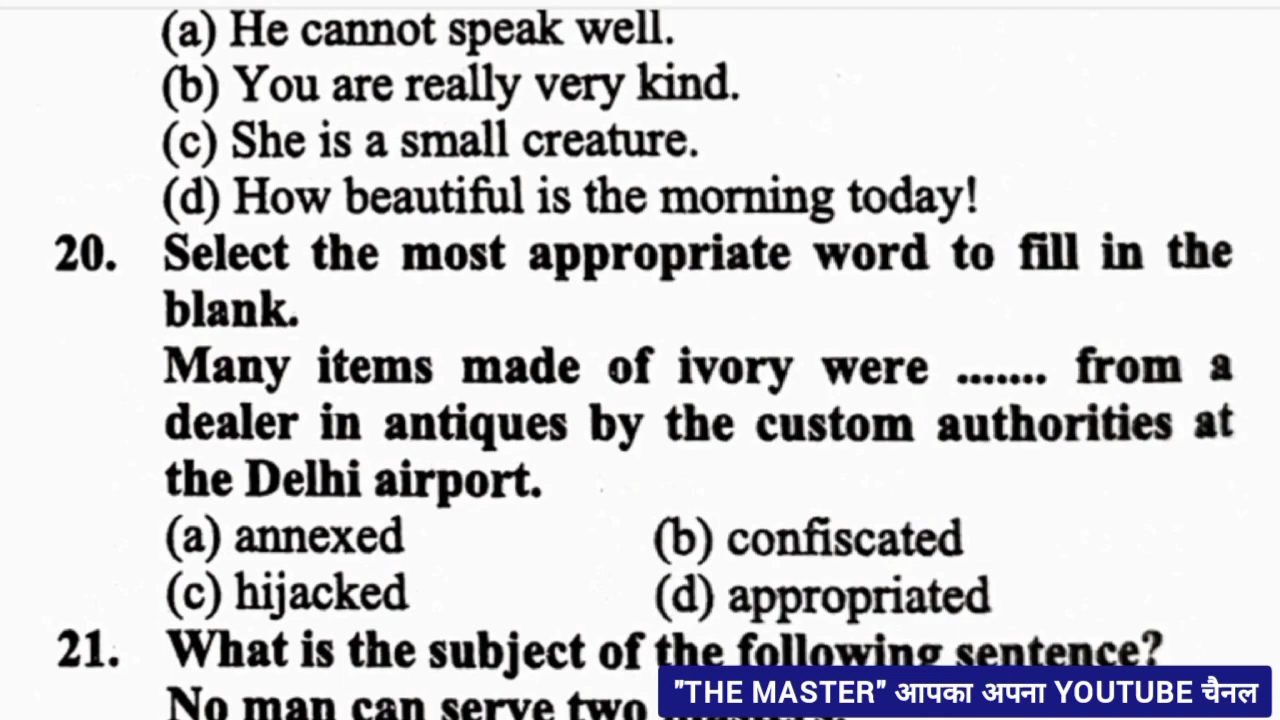 (a) He cannot speak well.
(b) You are really very kind.
(c) She is a small creature.
(d) How beautiful is the morning today!
20. Select the most appropriate word to fill in the
blank.
Many items made of ivory were ....... from a
dealer in antiques by the custom authorities at
the Delhi airport.
(a) annexed (b) confiscated
(c) hijacked (d) appropriated
21. What is the subject of the following sentence?
No man can serve two
"THE MASTER" आपका अपना YOUTUBE चैनल